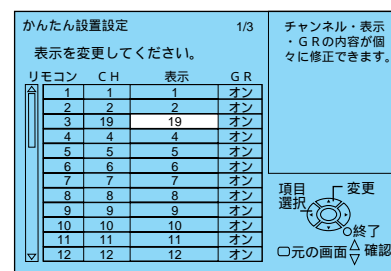 かんたん設置設定 1/3
表示を変更してください。
リモコン CH 表示 GR
1 1 1 オン
2 2 2 オン
3 19 19 オン
4 4 4 オン
5 5 5 オン
6 6 6 オン
7 7 7 オン
8 8 8 オン
9 9 9 オン
10 10 10 オン
11 11 11 オン
12 12 12 オン
チャンネル・表示
・GRの内容が個
々に修正できます。
項目 変更
選択
終了
元の画面 確認